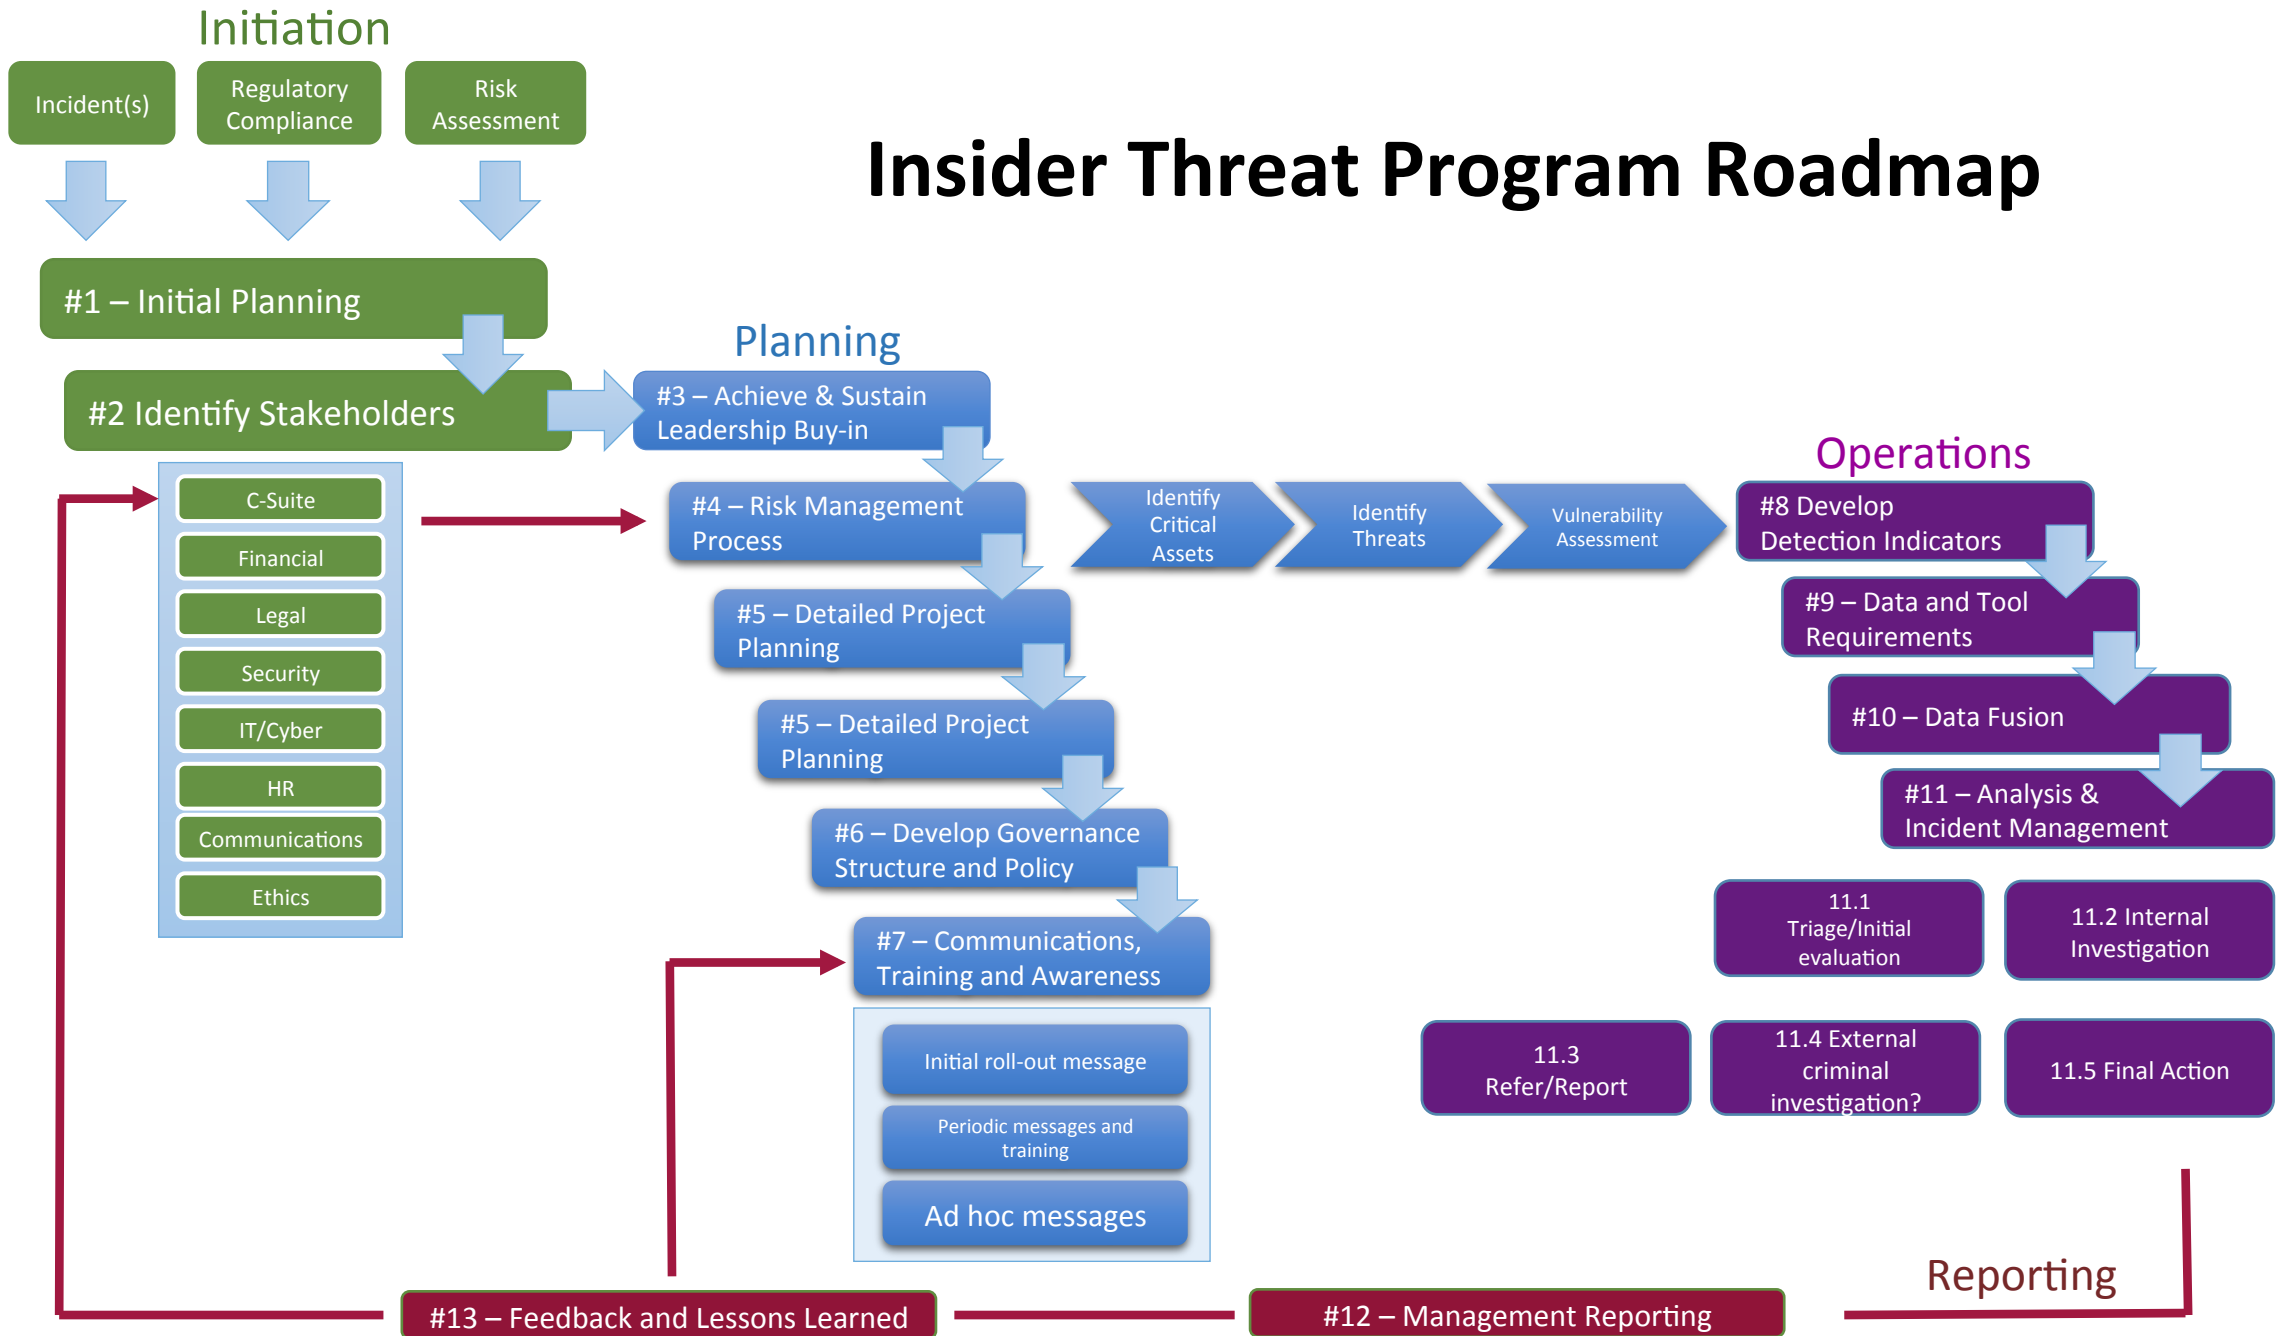 Initiation
Incident(s)
Regulatory
Compliance
Risk
Assessment
Insider Threat Program Roadmap
#1 – Initial Planning
#2 Identify Stakeholders
C-Suite
Financial
Legal
Security
IT/Cyber
HR
Communications
Ethics
Planning
#3 – Achieve & Sustain
Leadership Buy-in
#4 – Risk Management
Process
Identify
Critical
Assets
Identify
Threats
Vulnerability
Assessment
#5 – Detailed Project
Planning
#5 – Detailed Project
Planning
#6 – Develop Governance
Structure and Policy
#7 – Communications,
Training and Awareness
Initial roll-out message
Periodic messages and
training
Ad hoc messages
Operations
#8 Develop
Detection Indicators
#9 – Data and Tool
Requirements
#10 – Data Fusion
#11 – Analysis &
Incident Management
11.1
Triage/Initial
evaluation
11.2 Internal
Investigation
11.3
Refer/Report
11.4 External
criminal
investigation?
11.5 Final Action
Reporting
#13 – Feedback and Lessons Learned
#12 – Management Reporting